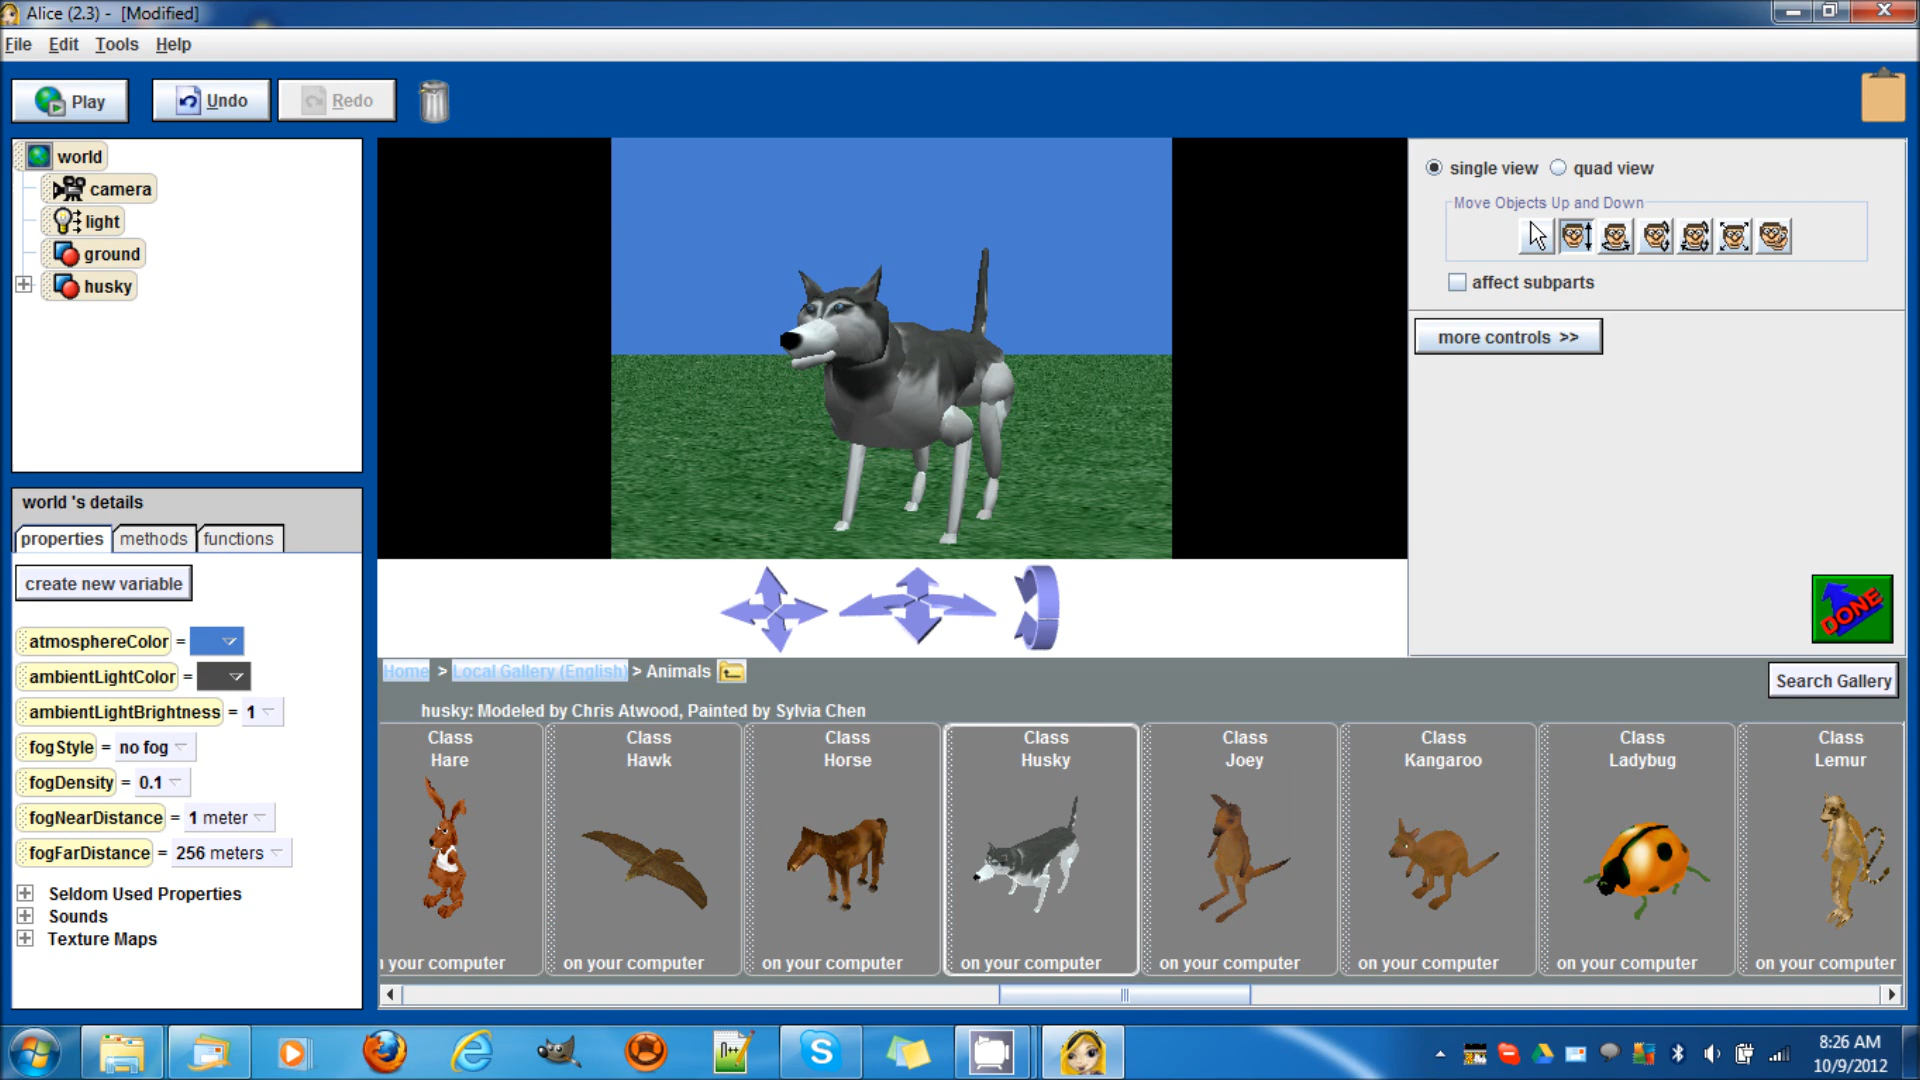 Alice (2.3) - [Modified]
File Edit Tools Help
Play Undo Redo
world
camera
light
ground
husky
single view quad view
Move Objects Up and Down
affect subparts
more controls >>
DONE
world 's details
properties methods functions
create new variable
atmosphereColor =
ambientLightColor =
ambientLightBrightness = 1
fogStyle = no fog
fogDensity = 0.1
fogNearDistance = 1 meter
fogFarDistance = 256 meters
Seldom Used Properties
Sounds
Texture Maps
Home > Local Gallery (English) > Animals
Search Gallery
husky: Modeled by Chris Atwood, Painted by Sylvia Chen
Class Class Class Class Class Class Class Class
Hare Hawk Horse Husky Joey Kangaroo Ladybug Lemur
your computer on your computer on your computer on your computer on your computer on your computer on your computer on your computer
8:26 AM
10/9/2012